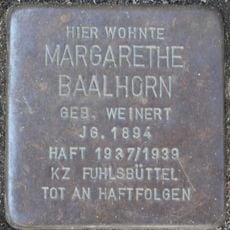 HIER WOHNTE
MARGARETHE
BAALHORN
GEB. WEINERT
JG. 1894
HAFT 1937/1939
KZ FUHLSBÜTTEL
TOT AN HAFTFOLGEN